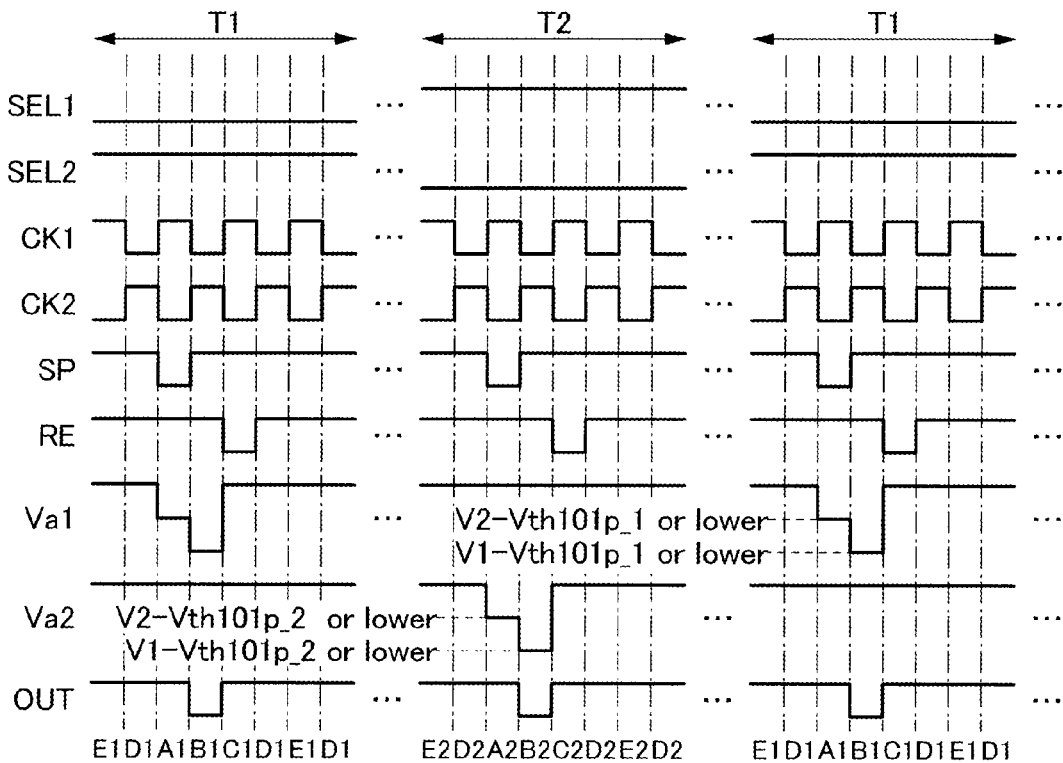 T1 T2 T1
SEL1 ... ... ...
SEL2 ... ... ...
CK1 ... ... ...
CK2 ... ... ...
SP ... ... ...
RE ... ... ...
Va1 ... V2-Vth101p_1 or lower ...
V1-Vth101p_1 or lower
Va2 V2-Vth101p_2 or lower ... ...
V1-Vth101p_2 or lower
OUT ... ... ...
E1D1A1B1C1D1E1D1 E2D2A2B2C2D2E2D2 E1D1A1B1C1D1E1D1